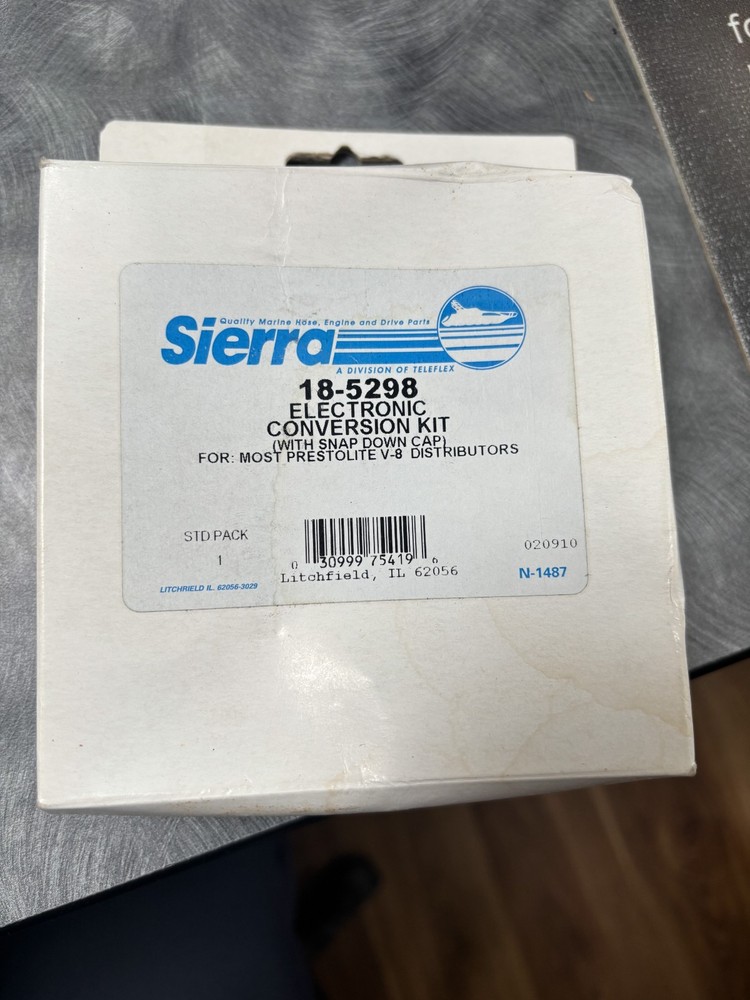 fo
Quality Marine Hose, Engine and Drive Parts
Sierra
A DIVISION OF TELEFLEX
18-5298
ELECTRONIC
CONVERSION KIT
(WITH SNAP DOWN CAP)
FOR: MOST PRESTOLITE V-8 DISTRIBUTORS
STD PACK
1
0 30999 75419 6
020910
Litchfield, IL 62056
N-1487
LITCHRIELD IL. 62056-3029